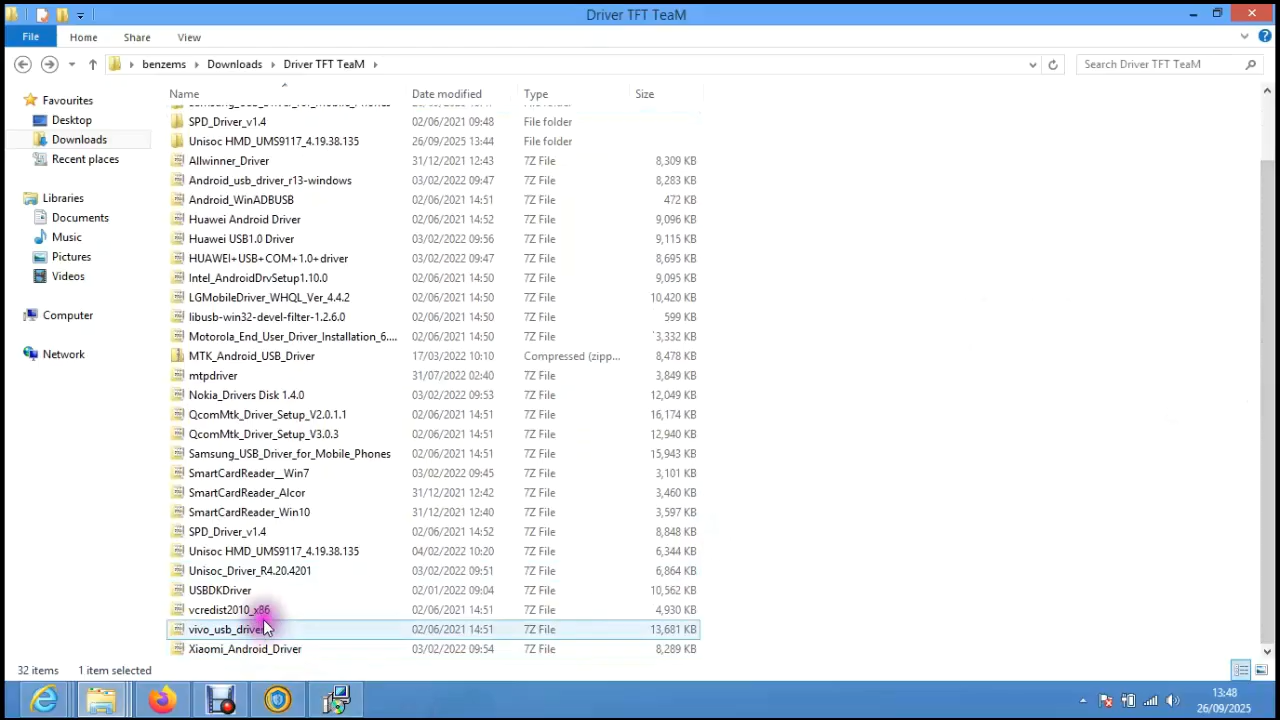 Driver TFT TeaM
File Home Share View
benzems Downloads Driver TFT TeaM Search Driver TFT TeaM
Favourites
Desktop
Downloads
Recent places
Libraries
Documents
Music
Pictures
Videos
Computer
Network
Name Date modified Type Size
SPD_Driver_v1.4 02/06/2021 09:48 File folder
Unisoc HMD_UMS9117_4.19.38.135 26/09/2025 13:44 File folder
Allwinner_Driver 31/12/2021 12:43 7Z File 8,309 KB
Android_usb_driver_r13-windows 03/02/2022 09:47 7Z File 8,283 KB
Android_WinADBUSB 02/06/2021 14:51 7Z File 472 KB
Huawei Android Driver 02/06/2021 14:52 7Z File 9,096 KB
Huawei USB1.0 Driver 03/02/2022 09:56 7Z File 9,115 KB
HUAWEI+USB+COM+1.0+driver 03/02/2022 09:47 7Z File 8,695 KB
Intel_AndroidDrvSetup1.10.0 02/06/2021 14:50 7Z File 9,095 KB
LGMobileDriver_WHQL_Ver_4.4.2 02/06/2021 14:50 7Z File 10,420 KB
libusb-win32-devel-filter-1.2.6.0 02/06/2021 14:50 7Z File 599 KB
Motorola_End_User_Driver_Installation_6.... 02/06/2021 14:50 7Z File 3,332 KB
MTK_Android_USB_Driver 17/03/2022 10:10 Compressed (zipp... 8,478 KB
mtpdriver 31/07/2022 02:40 7Z File 3,849 KB
Nokia_Drivers Disk 1.4.0 03/02/2022 09:53 7Z File 12,049 KB
QcomMtk_Driver_Setup_V2.0.1.1 02/06/2021 14:51 7Z File 16,174 KB
QcomMtk_Driver_Setup_V3.0.3 02/06/2021 14:51 7Z File 12,940 KB
Samsung_USB_Driver_for_Mobile_Phones 02/06/2021 14:51 7Z File 15,943 KB
SmartCardReader__Win7 03/02/2022 09:45 7Z File 3,101 KB
SmartCardReader_Alcor 31/12/2021 12:42 7Z File 3,460 KB
SmartCardReader_Win10 31/12/2021 12:40 7Z File 3,597 KB
SPD_Driver_v1.4 02/06/2021 14:52 7Z File 8,848 KB
Unisoc HMD_UMS9117_4.19.38.135 04/02/2022 10:20 7Z File 6,344 KB
Unisoc_Driver_R4.20.4201 03/02/2022 09:51 7Z File 6,864 KB
USBDKDriver 02/01/2022 09:04 7Z File 10,562 KB
vcredist2010_x86 02/06/2021 14:51 7Z File 4,930 KB
vivo_usb_driver 02/06/2021 14:51 7Z File 13,681 KB
Xiaomi_Android_Driver 03/02/2022 09:54 7Z File 8,289 KB
32 items 1 item selected
13:48
26/09/2025